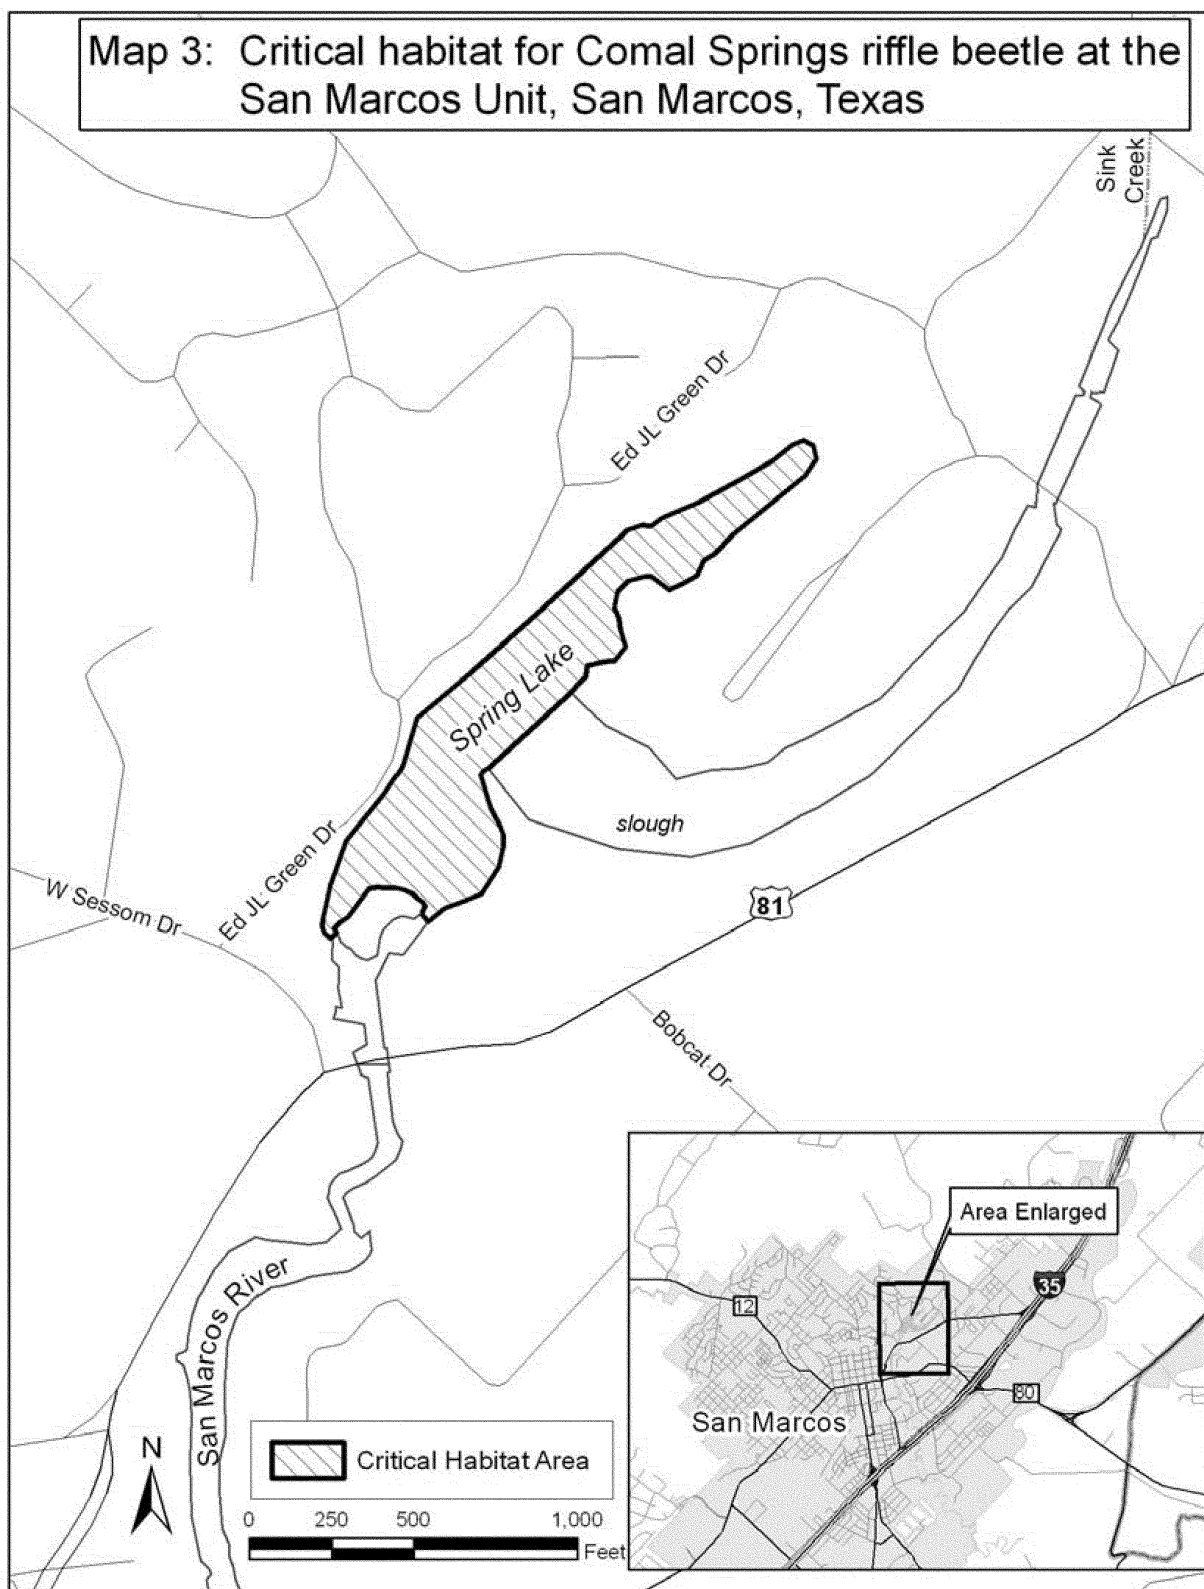 Map 3: Critical habitat for Comal Springs riffle beetle at the
San Marcos Unit, San Marcos, Texas
Sink
Creek
Ed JL Green Dr
Spring Lake
slough
Ed JL Green Dr
W Sessom Dr
81
Bobcat Dr
San Marcos River
Area Enlarged
35
12
80
San Marcos
N
Critical Habitat Area
0 250 500 1,000
Feet